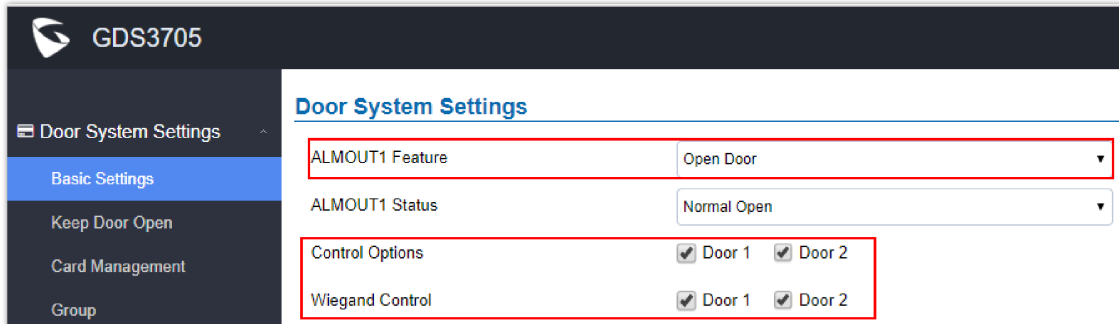 GDS3705
Door System Settings
Door System Settings
ALMOUT1 Feature Open Door
Basic Settings
ALMOUT1 Status Normal Open
Keep Door Open
Control Options Door 1 Door 2
Card Management
Wiegand Control Door 1 Door 2
Group